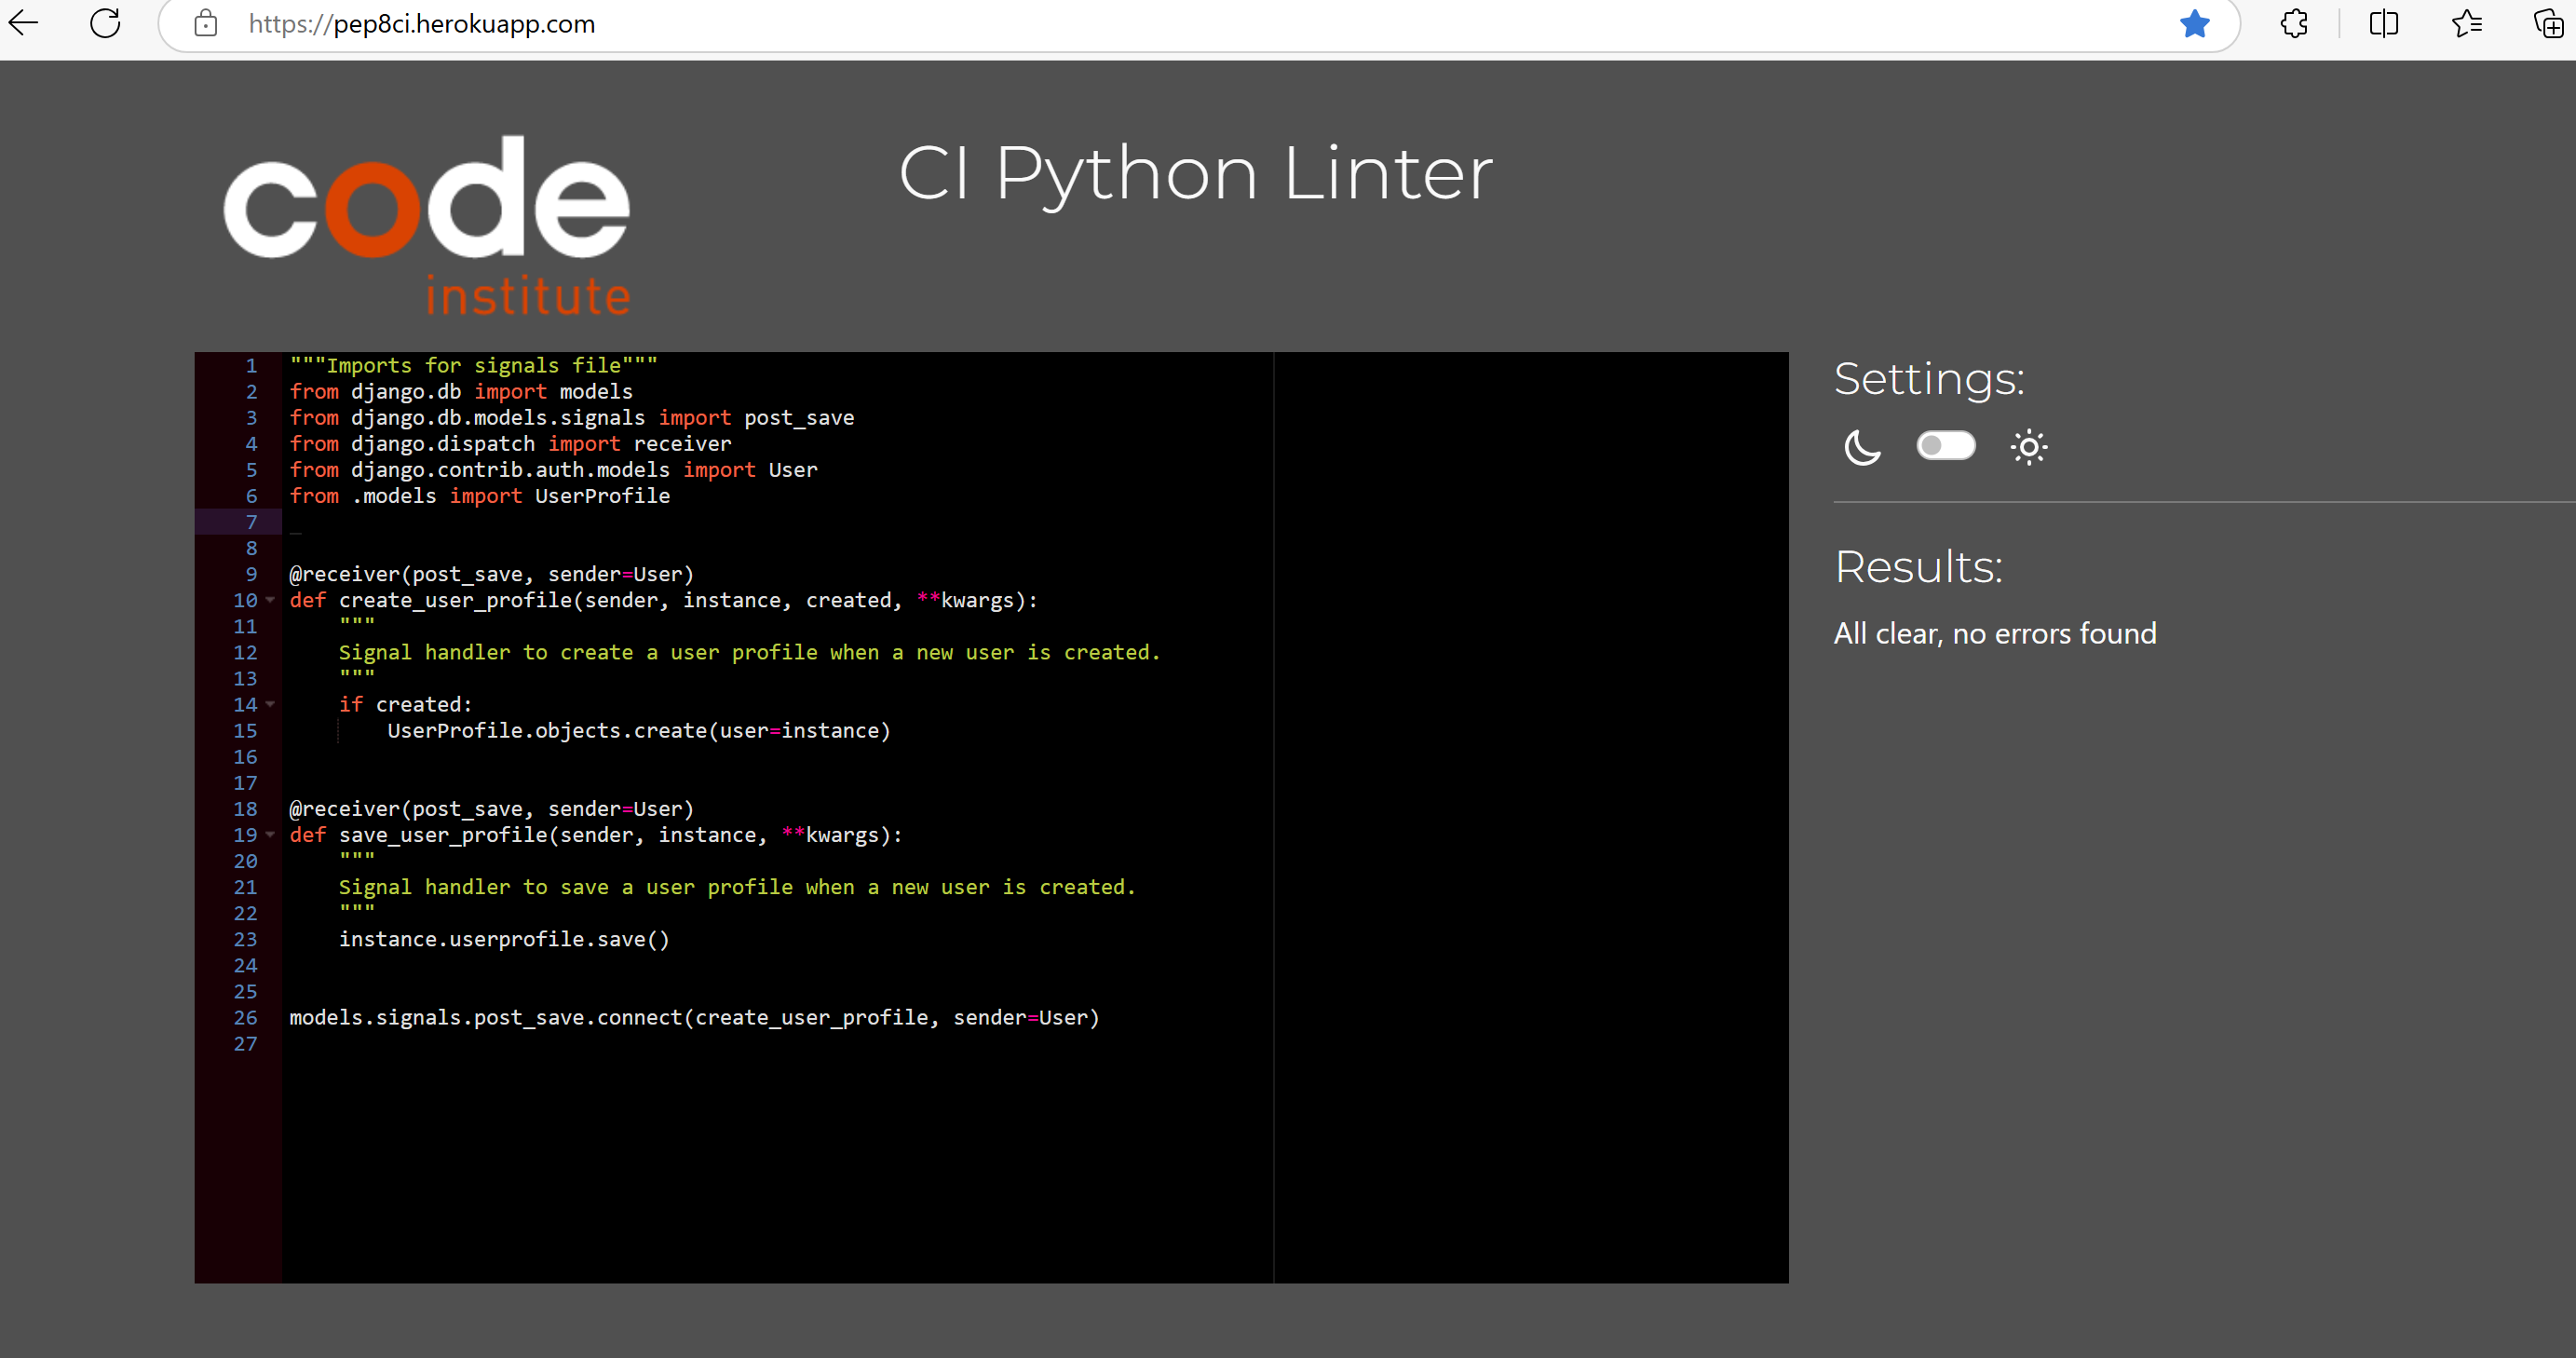 https://pep8ci.herokuapp.com
code
institute
CI Python Linter
1 """Imports for signals file"""
2 from django.db import models
3 from django.db.models.signals import post_save
4 from django.dispatch import receiver
5 from django.contrib.auth.models import User
6 from .models import UserProfile
7
8
9 @receiver(post_save, sender=User)
10 def create_user_profile(sender, instance, created, **kwargs):
11     """
12     Signal handler to create a user profile when a new user is created.
13     """
14     if created:
15         UserProfile.objects.create(user=instance)
16
17
18 @receiver(post_save, sender=User)
19 def save_user_profile(sender, instance, **kwargs):
20     """
21     Signal handler to save a user profile when a new user is created.
22     """
23     instance.userprofile.save()
24
25
26 models.signals.post_save.connect(create_user_profile, sender=User)
27
Settings:
Results:
All clear, no errors found